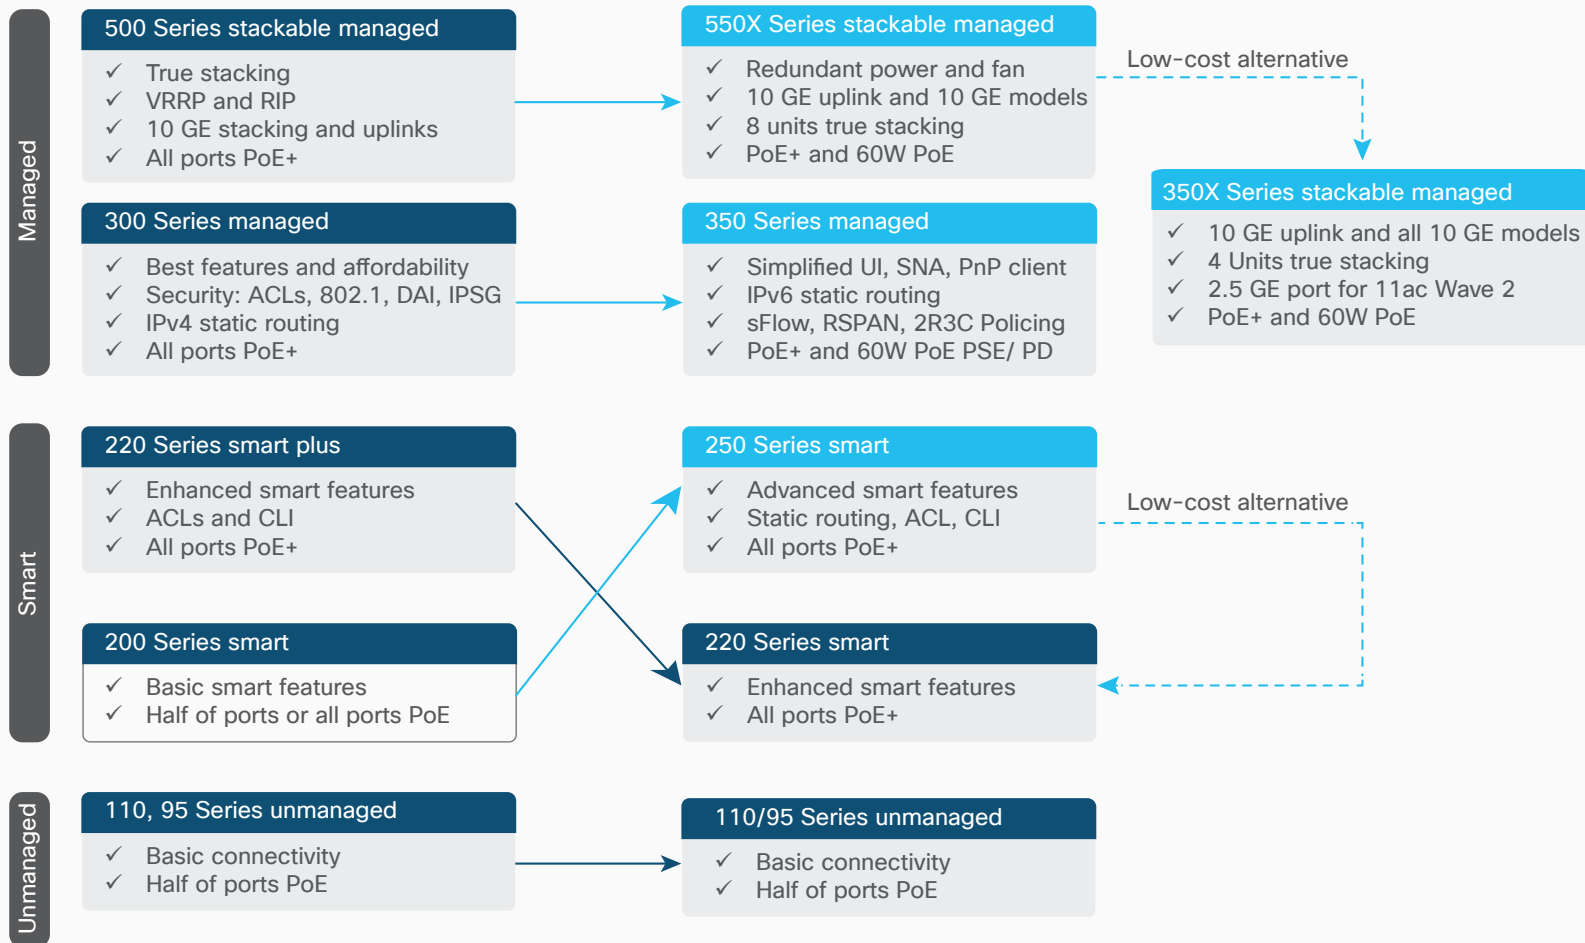 Managed
500 Series stackable managed
✓ True stacking
✓ VRRP and RIP
✓ 10 GE stacking and uplinks
✓ All ports PoE+
550X Series stackable managed
✓ Redundant power and fan
✓ 10 GE uplink and 10 GE models
✓ 8 units true stacking
✓ PoE+ and 60W PoE
Low-cost alternative
350X Series stackable managed
✓ 10 GE uplink and all 10 GE models
✓ 4 Units true stacking
✓ 2.5 GE port for 11ac Wave 2
✓ PoE+ and 60W PoE
300 Series managed
✓ Best features and affordability
✓ Security: ACLs, 802.1, DAI, IPSG
✓ IPv4 static routing
✓ All ports PoE+
350 Series managed
✓ Simplified UI, SNA, PnP client
✓ IPv6 static routing
✓ sFlow, RSPAN, 2R3C Policing
✓ PoE+ and 60W PoE PSE/ PD
Smart
220 Series smart plus
✓ Enhanced smart features
✓ ACLs and CLI
✓ All ports PoE+
250 Series smart
✓ Advanced smart features
✓ Static routing, ACL, CLI
✓ All ports PoE+
Low-cost alternative
200 Series smart
✓ Basic smart features
✓ Half of ports or all ports PoE
220 Series smart
✓ Enhanced smart features
✓ All ports PoE+
Unmanaged
110, 95 Series unmanaged
✓ Basic connectivity
✓ Half of ports PoE
110/95 Series unmanaged
✓ Basic connectivity
✓ Half of ports PoE